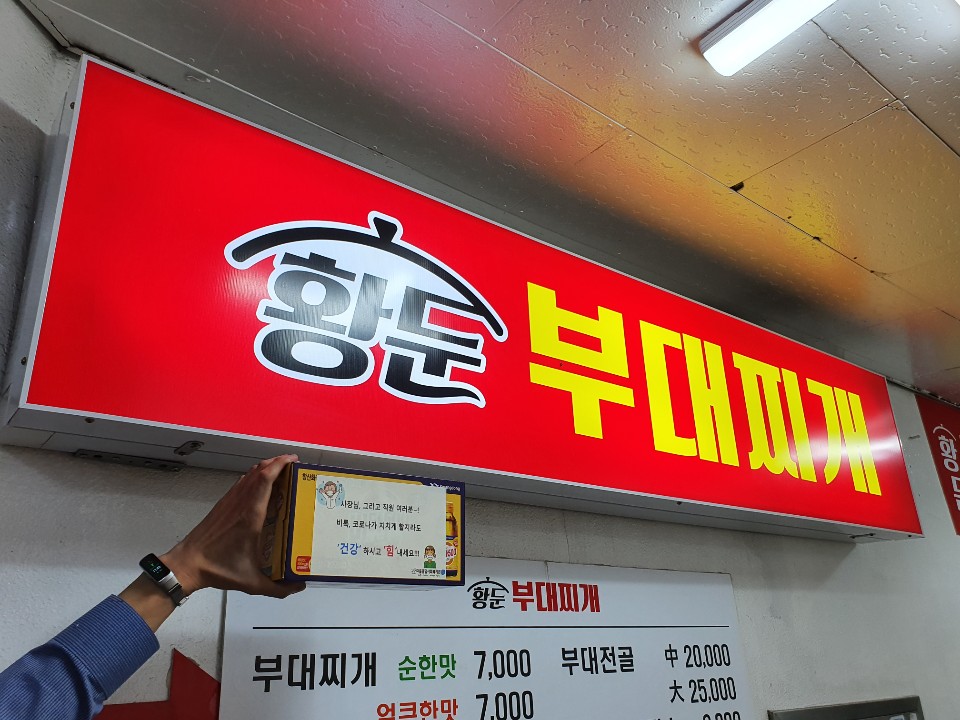 황둔 부대찌개
사장님, 그리고 직원 여러분~!
비록, 코로나가 지치게 할지라도
'건강' 하시고 '힘' 내세요!!!
황둔 부대찌개
부대찌개 순한맛 7,000 부대전골 中 20,000
얼큰한맛 7,000 大 25,000
황둔